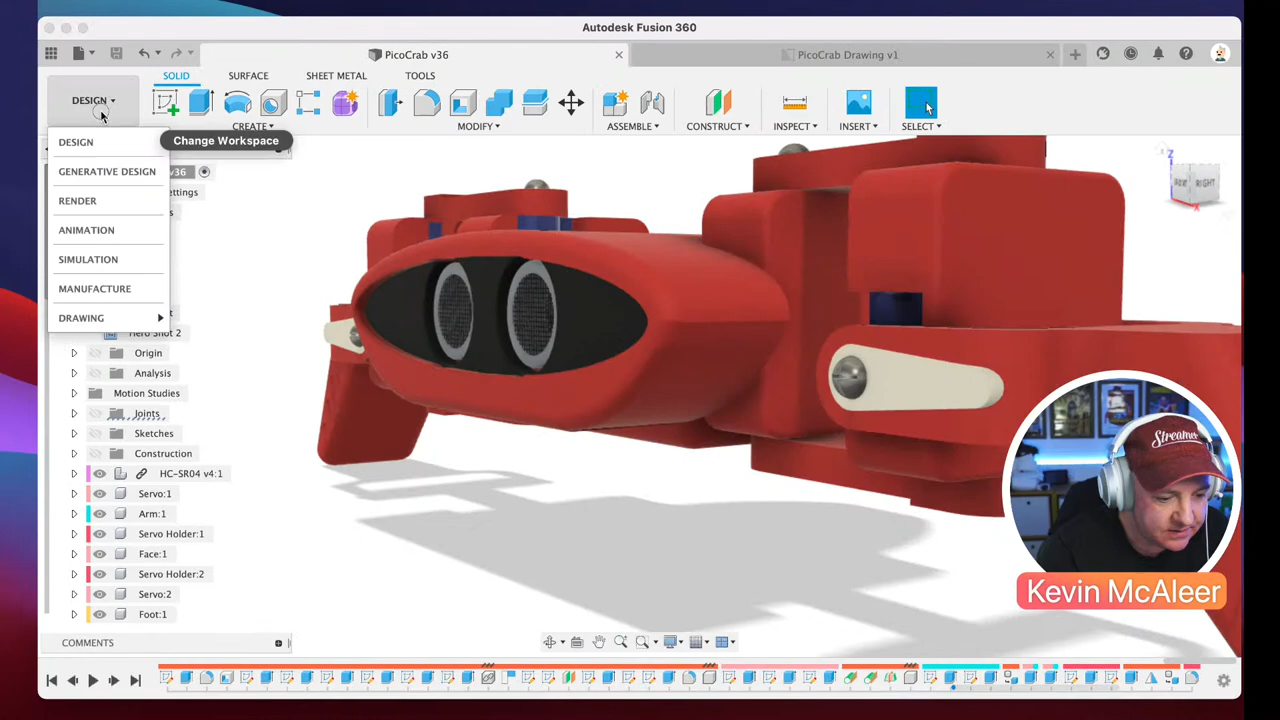 Autodesk Fusion 360
PicoCrab v36
PicoCrab Drawing v1
DESIGN
SOLID
SURFACE
SHEET METAL
TOOLS
CREATE
MODIFY
ASSEMBLE
CONSTRUCT
INSPECT
INSERT
SELECT
Change Workspace
DESIGN
GENERATIVE DESIGN
RENDER
ANIMATION
SIMULATION
MANUFACTURE
DRAWING
v36
ettings
s
Hero Shot 2
Origin
Analysis
Motion Studies
Joints
Sketches
Construction
HC-SR04 v4:1
Servo:1
Arm:1
Servo Holder:1
Face:1
Servo Holder:2
Servo:2
Foot:1
COMMENTS
Z
RIGHT
X
Streamer
Kevin McAleer